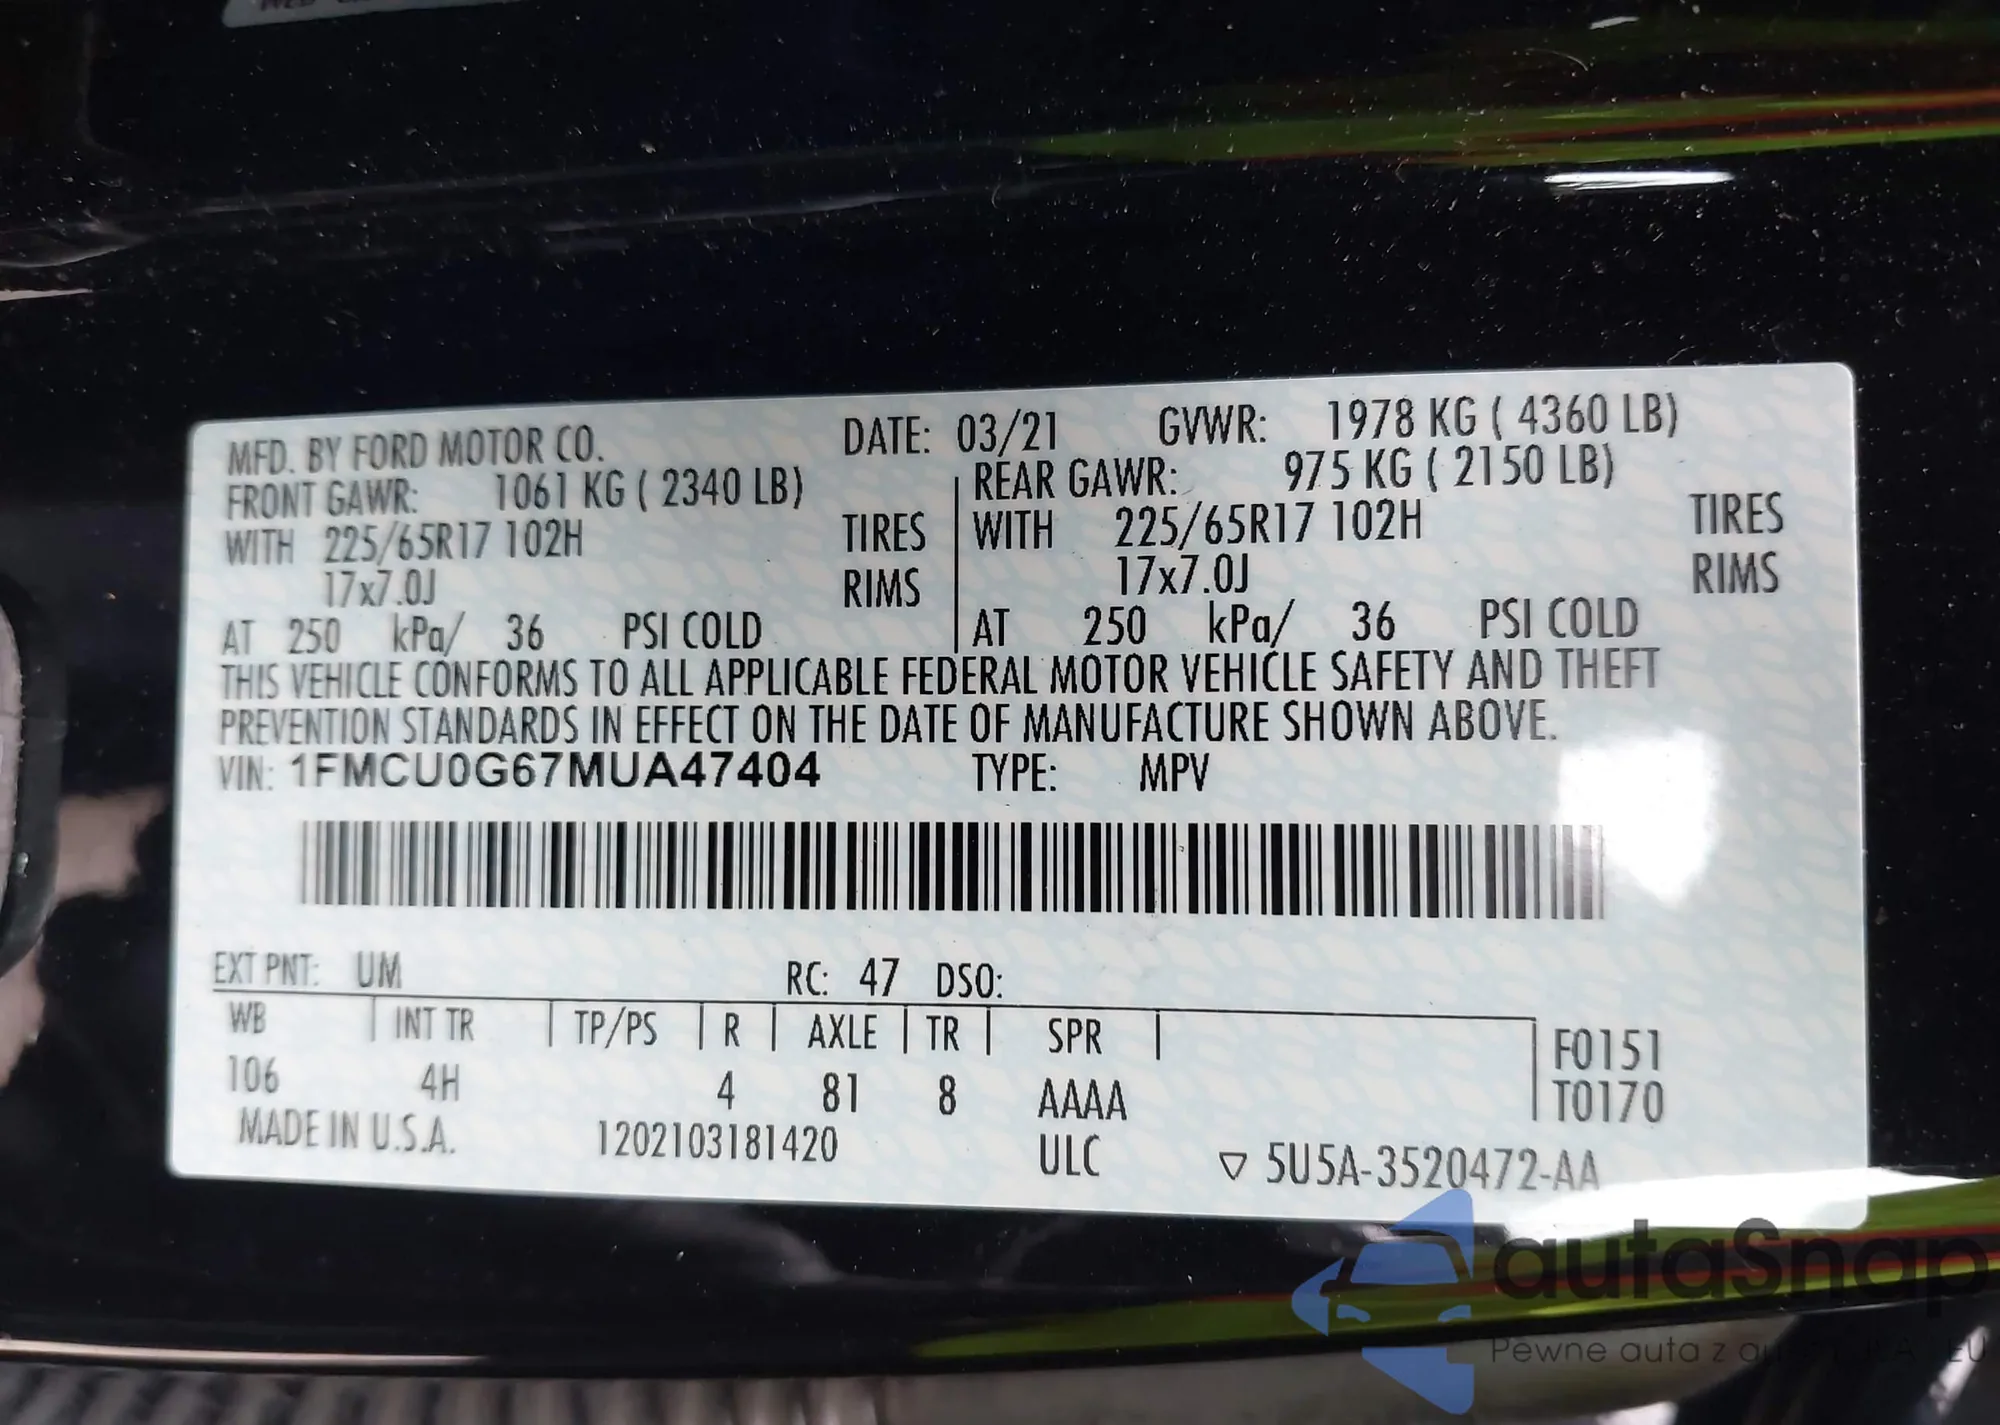 MFD. BY FORD MOTOR CO. DATE: 03/21 GVWR: 1978 KG ( 4360 LB)
FRONT GAWR: 1061 KG ( 2340 LB) REAR GAWR: 975 KG ( 2150 LB)
WITH 225/65R17 102H TIRES WITH 225/65R17 102H TIRES
17x7.0J RIMS 17x7.0J RIMS
AT 250 kPa/ 36 PSI COLD AT 250 kPa/ 36 PSI COLD
THIS VEHICLE CONFORMS TO ALL APPLICABLE FEDERAL MOTOR VEHICLE SAFETY AND THEFT
PREVENTION STANDARDS IN EFFECT ON THE DATE OF MANUFACTURE SHOWN ABOVE.
VIN: 1FMCU0G67MUA47404 TYPE: MPV
EXT PNT: UM RC: 47 DSO:
WB INT TR TP/PS R AXLE TR SPR F0151
106 4H 4 81 8 AAAA T0170
MADE IN U.S.A. 1202103181420 ULC ▽ 5U5A-3520472-AA
autaSnap
Pewne auta z